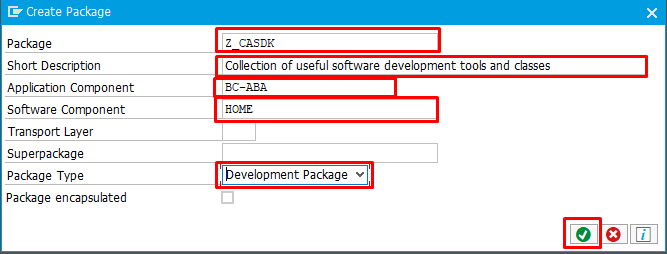 Create Package
Package Z_CASDK
Short Description Collection of useful software development tools and classes
Application Component BC-ABA
Software Component HOME
Transport Layer
Superpackage
Package Type Development Package
Package encapsulated